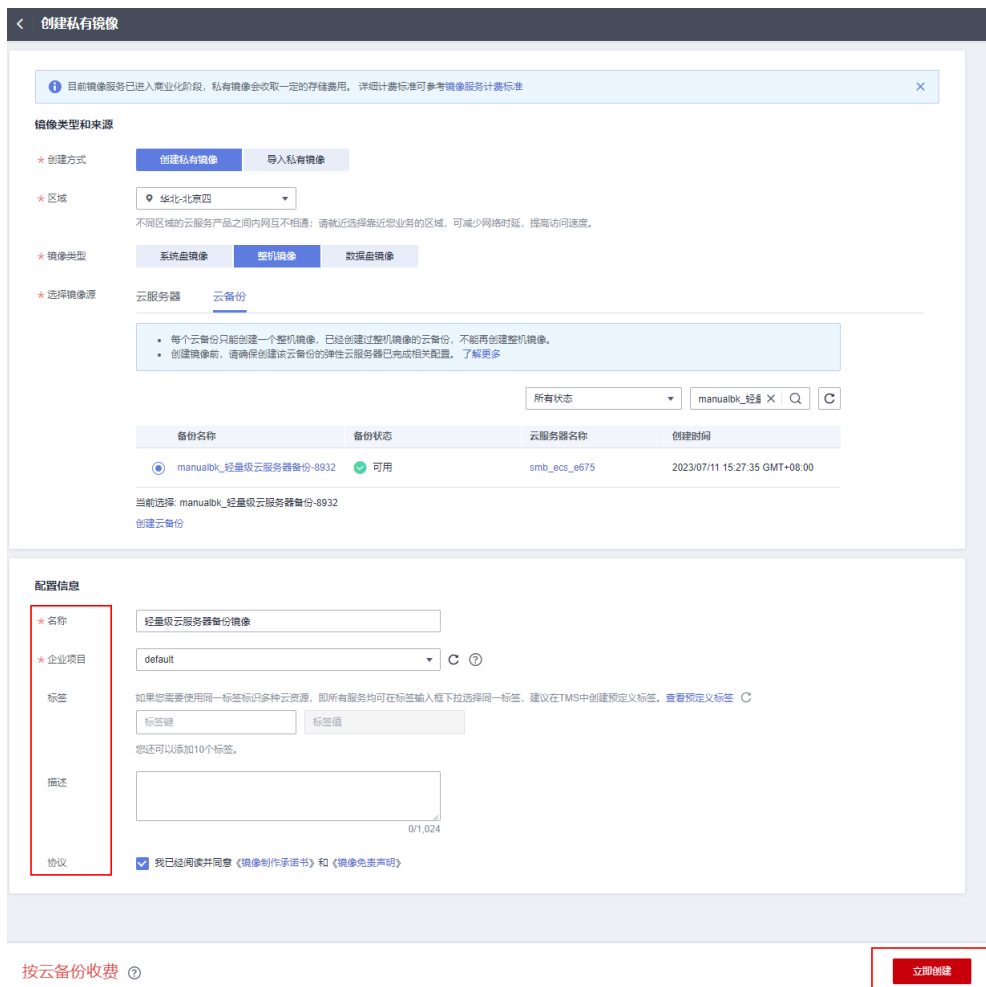 创建私有镜像
目前镜像服务已进入商业化阶段，私有镜像会收取一定的存储费用。 详细计费标准可参考镜像服务计费标准
镜像类型和来源
* 创建方式 创建私有镜像 导入私有镜像
* 区域 华北-北京四
不同区域的云服务产品之间内网互不相通；请就近选择靠近您业务的区域，可减少网络时延，提高访问速度。
* 镜像类型 系统盘镜像 整机镜像 数据盘镜像
* 选择镜像源 云服务器 云备份
• 每个云备份只能创建一个整机镜像，已经创建过整机镜像的云备份，不能再创建整机镜像。
• 创建镜像前，请确保创建该云备份的弹性云服务器已完成相关配置。 了解更多
所有状态 manualbk_轻量
备份名称 备份状态 云服务器名称 创建时间
manualbk_轻量级云服务器备份-8932 可用 smb_ecs_e675 2023/07/11 15:27:35 GMT+08:00
当前选择: manualbk_轻量级云服务器备份-8932
创建云备份
配置信息
* 名称 轻量级云服务器备份镜像
* 企业项目 default
标签 如果您需要使用同一标签标识多种云资源，即所有服务均可在标签输入框下拉选择同一标签，建议在TMS中创建预定义标签。查看预定义标签
标签键 标签值
您还可以添加10个标签。
描述
0/1,024
协议 我已经阅读并同意《镜像制作承诺书》和《镜像免责声明》
按云备份收费
立即创建